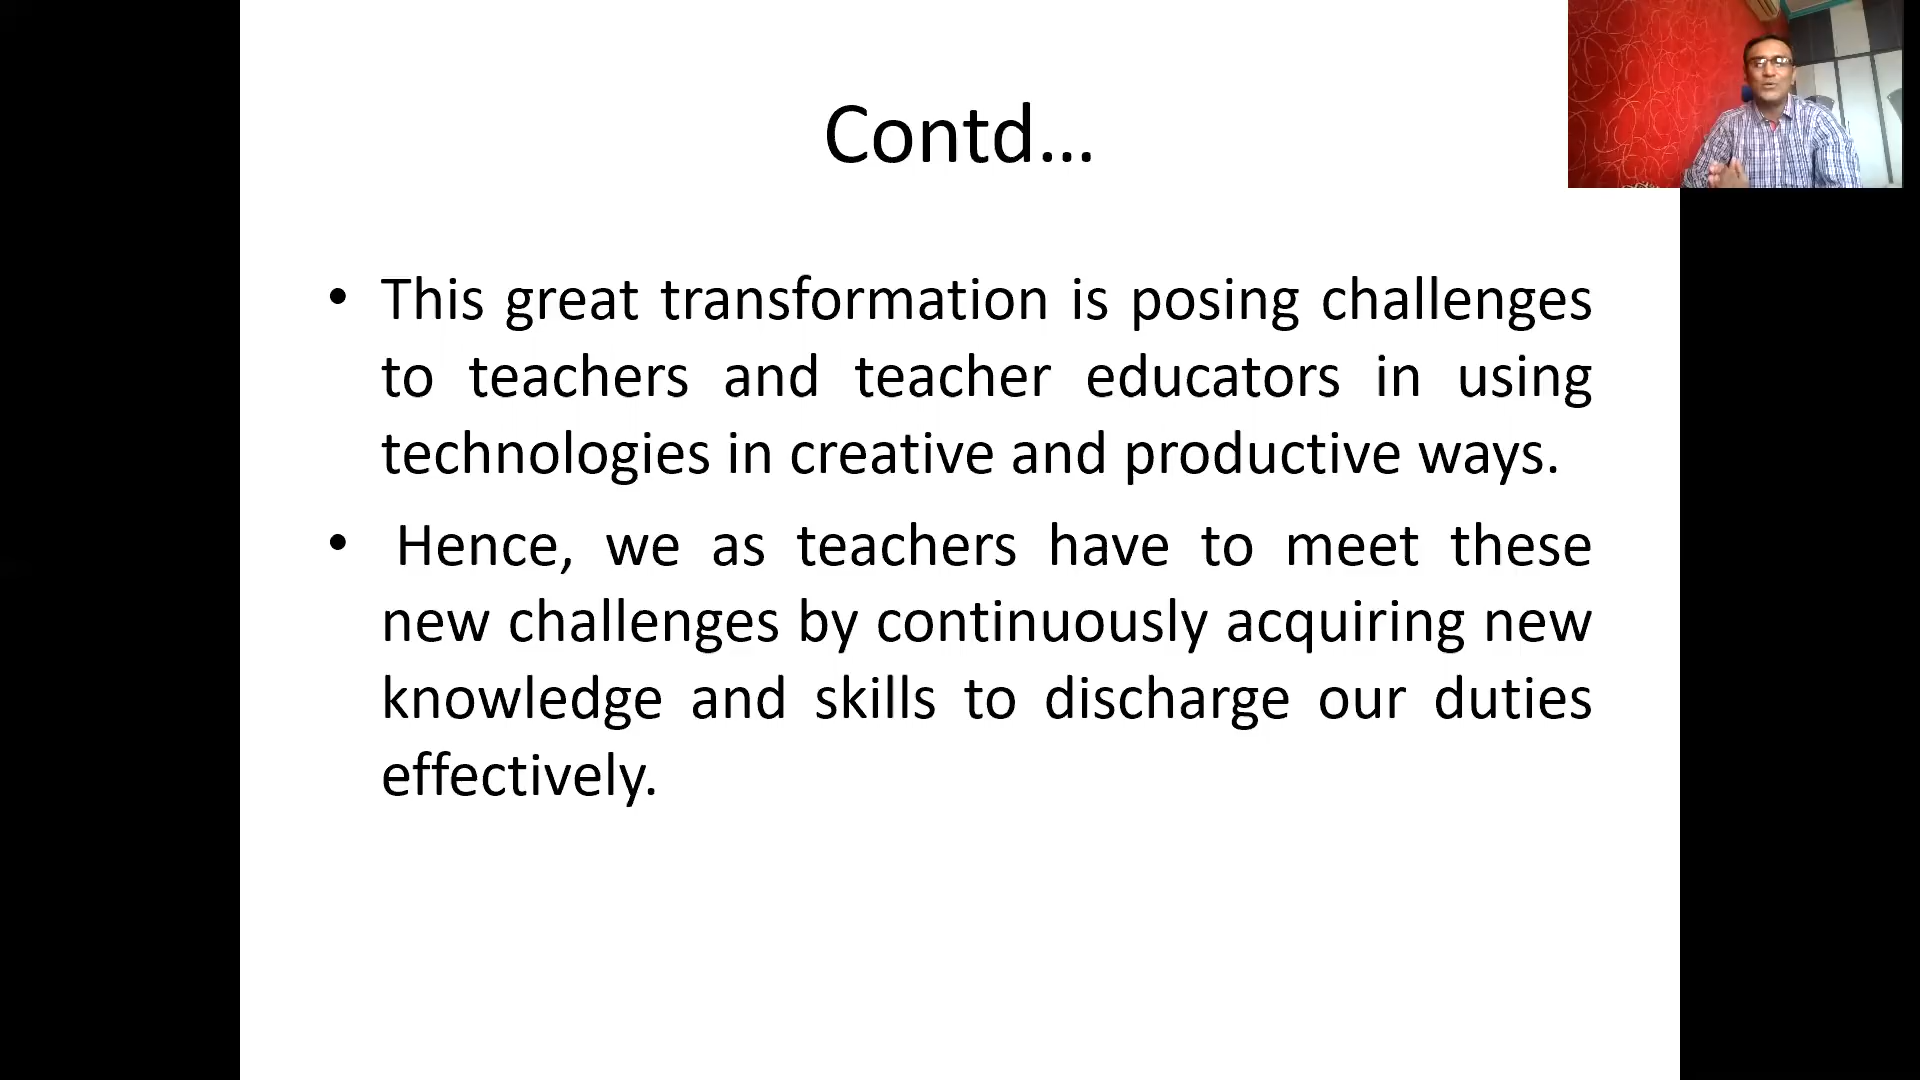 Contd...
• This great transformation is posing challenges
to teachers and teacher educators in using
technologies in creative and productive ways.
• Hence, we as teachers have to meet these
new challenges by continuously acquiring new
knowledge and skills to discharge our duties
effectively.